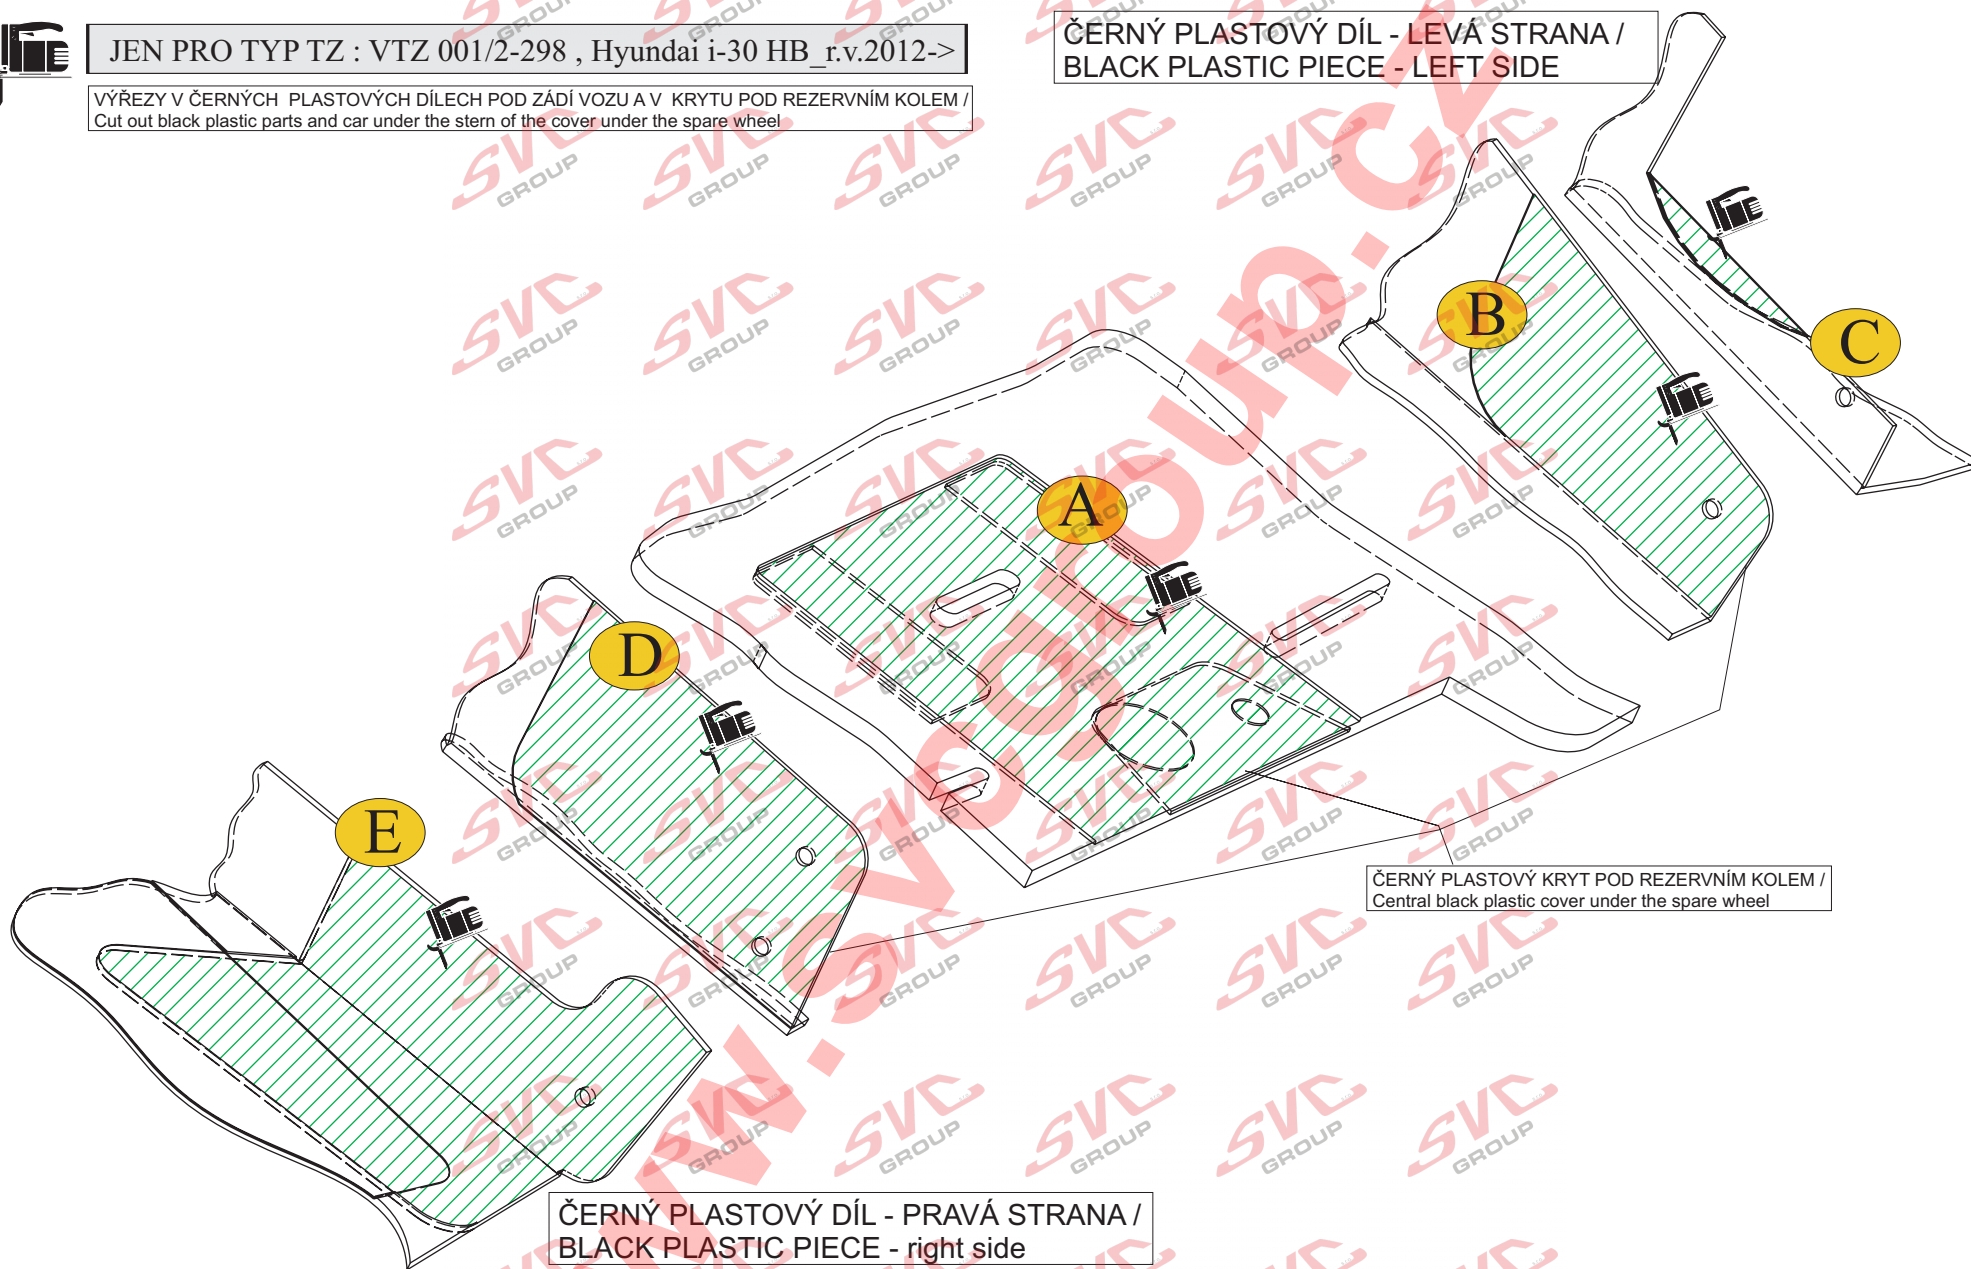 JEN PRO TYP TZ : VTZ 001/2-298 , Hyundai i-30 HB_r.v.2012->
VÝŘEZY V ČERNÝCH PLASTOVÝCH DÍLECH POD ZÁDÍ VOZU A V KRYTU POD REZERVNÍM KOLEM /
Cut out black plastic parts and car under the stern of the cover under the spare wheel
ČERNÝ PLASTOVÝ DÍL - LEVÁ STRANA /
BLACK PLASTIC PIECE - LEFT SIDE
B
C
A
D
E
ČERNÝ PLASTOVÝ KRYT POD REZERVNÍM KOLEM /
Central black plastic cover under the spare wheel
ČERNÝ PLASTOVÝ DÍL - PRAVÁ STRANA /
BLACK PLASTIC PIECE - right side
w.svcgroup.cz
SVC GROUP